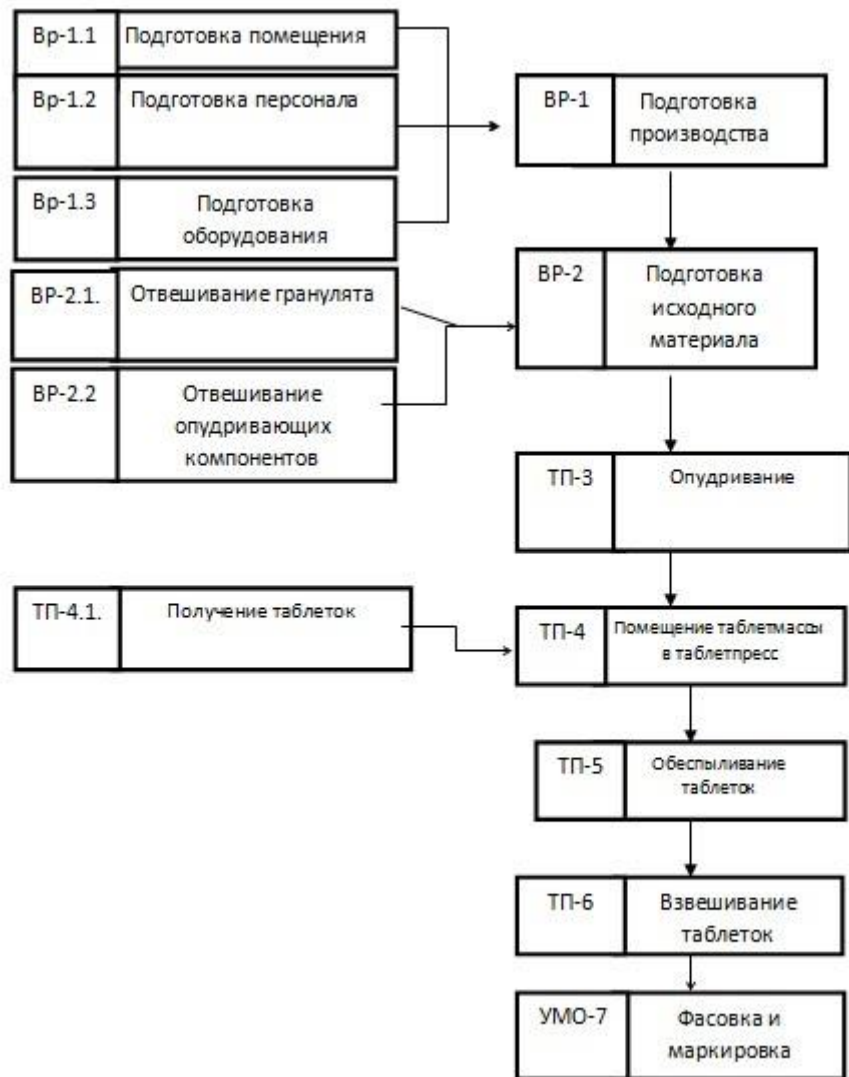 Вр-1.1 Подготовка помещения
Вр-1.2 Подготовка персонала
Вр-1.3 Подготовка
оборудования
ВР-2.1. Отвешивание гранулята
ВР-2.2 Отвешивание
опудривающих
компонентов
ТП-4.1. Получение таблеток
ВР-1 Подготовка
производства
ВР-2 Подготовка
исходного
материала
ТП-3 Опудривание
ТП-4 Помещение таблетмассы
в таблетпресс
ТП-5 Обеспыливание
таблеток
ТП-6 Взвешивание
таблеток
УМО-7 Фасовка и
маркировка